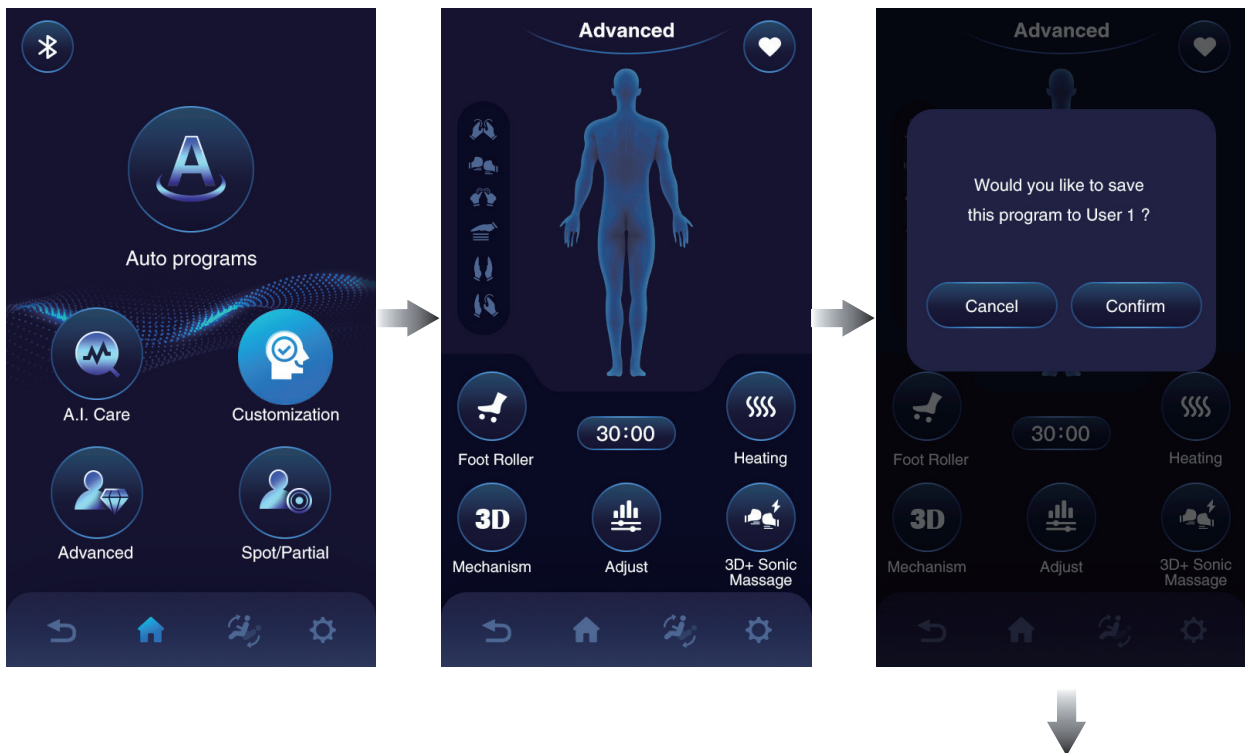 Auto programs
A.I. Care
Customization
Advanced
Spot/Partial
Advanced
Foot Roller
30:00
Heating
3D
Mechanism
Adjust
3D+ Sonic
Massage
Advanced
Would you like to save
this program to User 1 ?
Cancel
Confirm
Foot Roller
30:00
Heating
3D
Mechanism
Adjust
3D+ Sonic
Massage